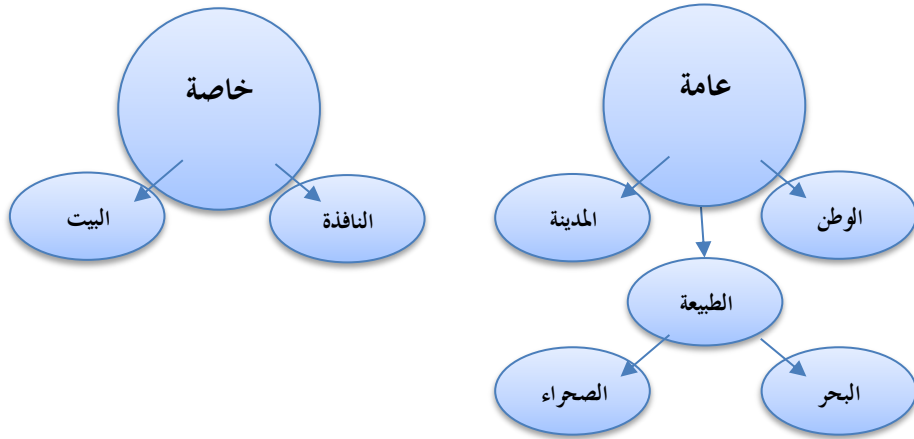 عامة
خاصة
الوطن
المدينة
النافذة
البيت
الطبيعة
البحر
الصحراء